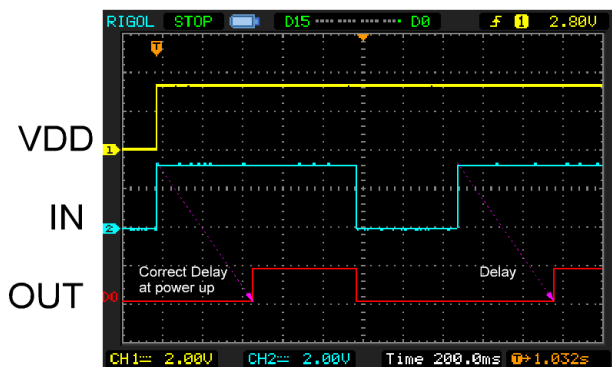 RIGOL STOP D15 D0 1 2.80V
T
VDD
1
IN
2
Correct Delay
at power up
Delay
OUT
D0
CH1 2.00V CH2 2.00V Time 200.0ms T→1.032s